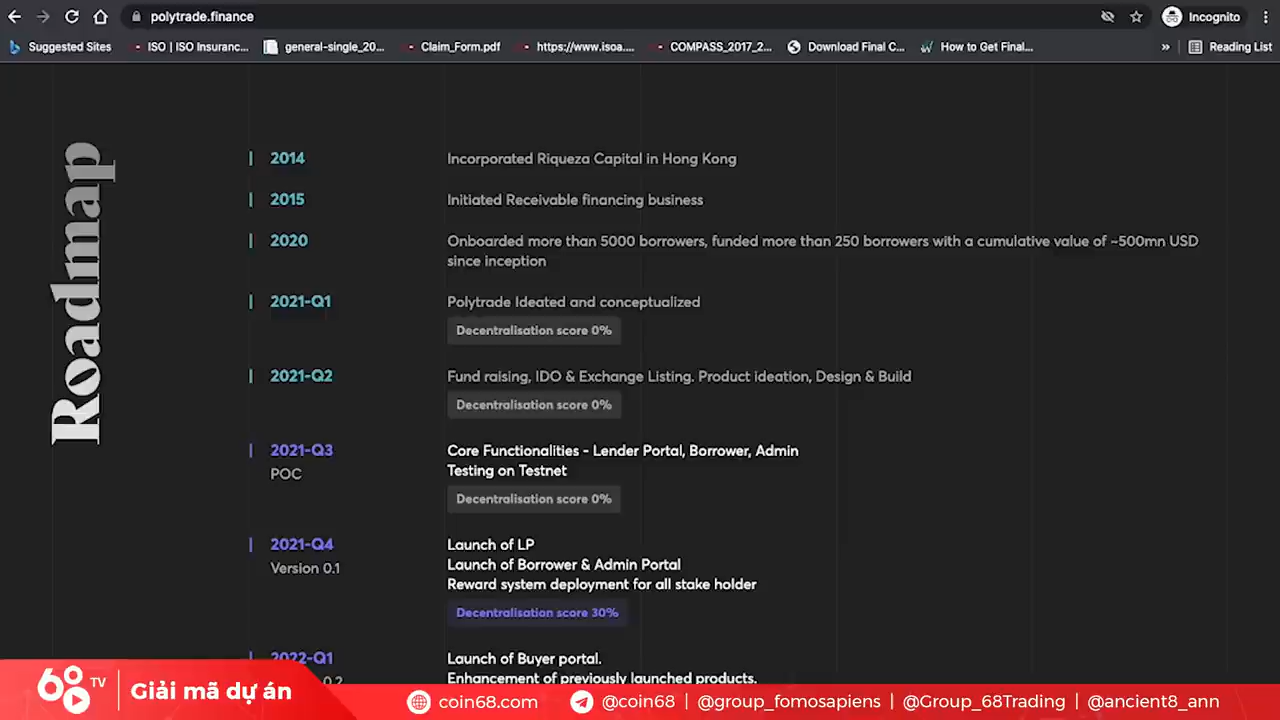 polytrade.finance
Incognito
Suggested Sites
ISO | ISO Insuranc...
general-single_20...
Claim_Form.pdf
https://www.isoa....
COMPASS_2017_2...
Download Final C...
How to Get Final...
»
Reading List
Roadmap
2014
Incorporated Riqueza Capital in Hong Kong
2015
Initiated Receivable financing business
2020
Onboarded more than 5000 borrowers, funded more than 250 borrowers with a cumulative value of ~500mn USD
since inception
2021-Q1
Polytrade Ideated and conceptualized
Decentralisation score 0%
2021-Q2
Fund raising, IDO & Exchange Listing. Product ideation, Design & Build
Decentralisation score 0%
2021-Q3
POC
Core Functionalities - Lender Portal, Borrower, Admin
Testing on Testnet
Decentralisation score 0%
2021-Q4
Version 0.1
Launch of LP
Launch of Borrower & Admin Portal
Reward system deployment for all stake holder
Decentralisation score 30%
2022-Q1
0.2
Launch of Buyer portal.
Enhancement of previously launched products.
68 TV
Giải mã dự án
coin68.com
@coin68 | @group_fomosapiens | @Group_68Trading | @ancient8_ann